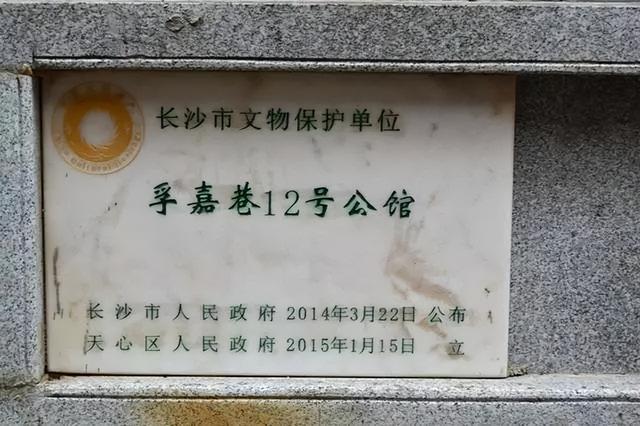 长沙市文物保护单位
孚嘉巷12号公馆
长沙市人民政府 2014年3月22日 公布
天心区人民政府 2015年1月15日 立